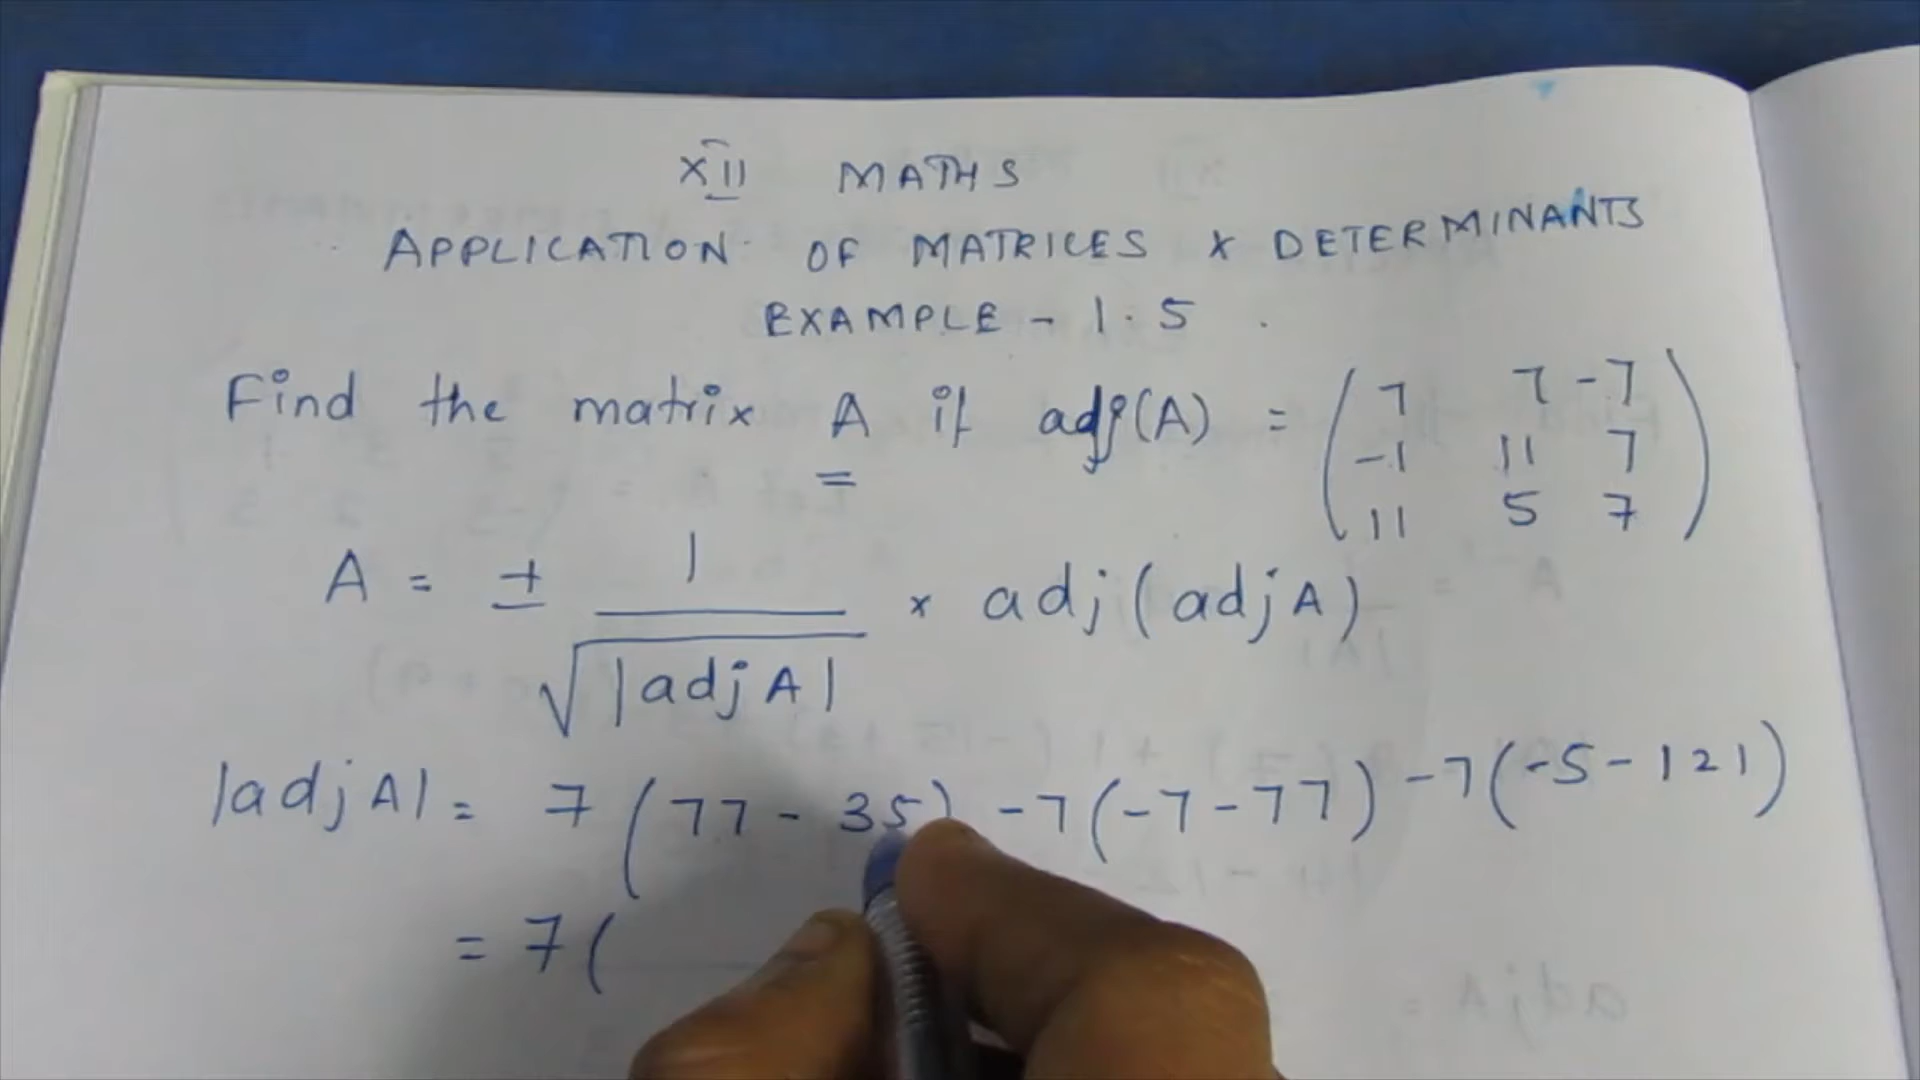 XII MATHS
APPLICATION OF MATRICES & DETERMINANTS
EXAMPLE - 1.5
Find the matrix A if adj(A) = ( 7 7 -7
-1 11 7
11 5 7 )
A = ± 1 / √|adj A| × adj(adj A)
|adj A| = 7(77 - 35) -7(-7-77) -7(-5-121)
= 7(